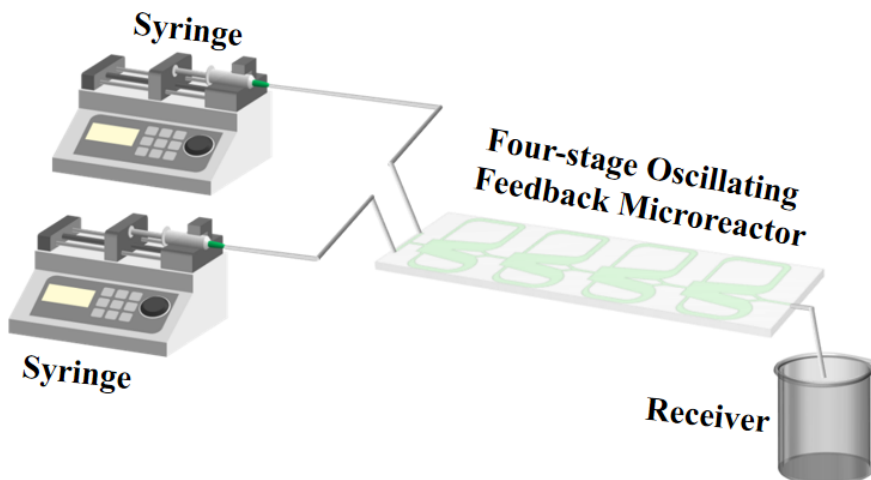 Syringe
Four-stage Oscillating
Feedback Microreactor
Syringe
Receiver